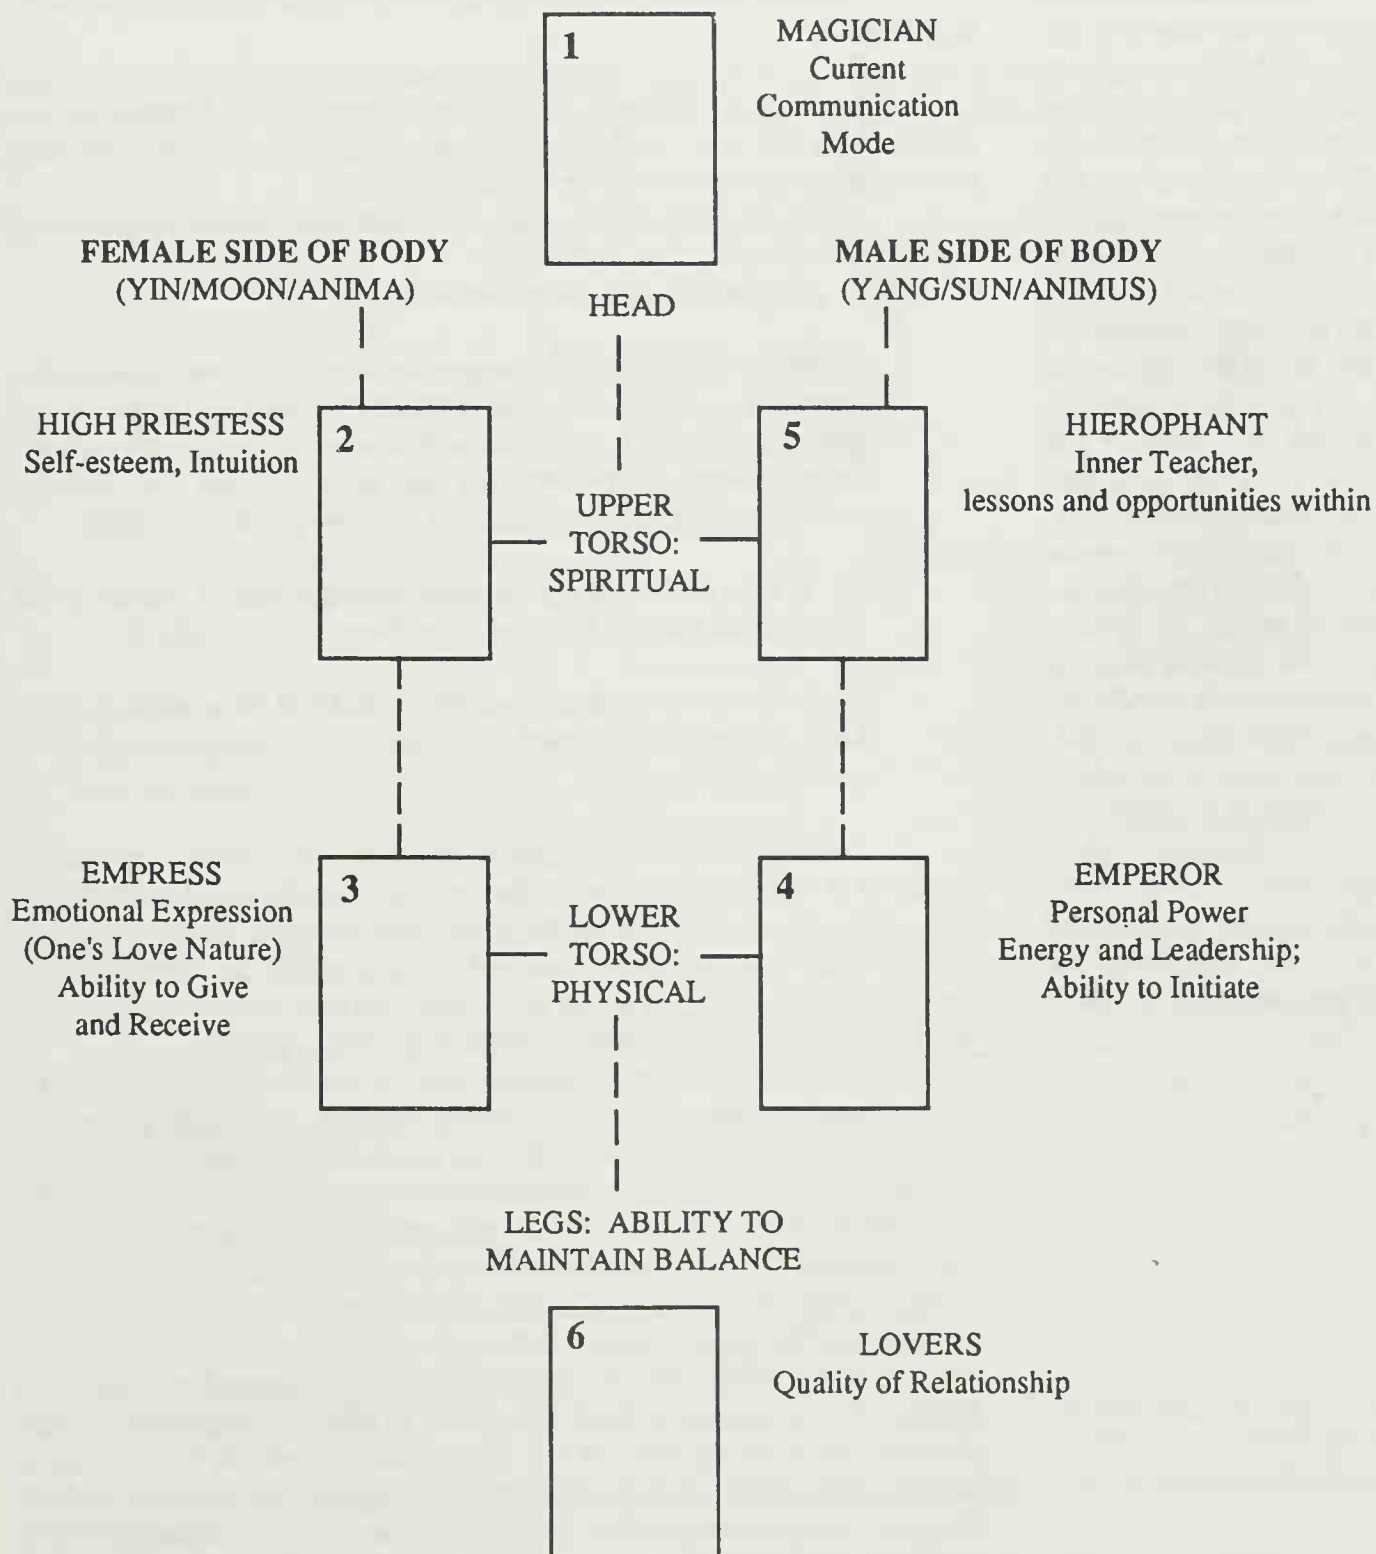 1
MAGICIAN
Current
Communication
Mode
FEMALE SIDE OF BODY
(YIN/MOON/ANIMA)
MALE SIDE OF BODY
(YANG/SUN/ANIMUS)
HEAD
HIGH PRIESTESS
Self-esteem, Intuition
2
5
HIEROPHANT
Inner Teacher,
lessons and opportunities within
UPPER
TORSO:
SPIRITUAL
EMPRESS
Emotional Expression
(One's Love Nature)
Ability to Give
and Receive
3
LOWER
TORSO:
PHYSICAL
4
EMPEROR
Personal Power
Energy and Leadership;
Ability to Initiate
LEGS: ABILITY TO
MAINTAIN BALANCE
6
LOVERS
Quality of Relationship